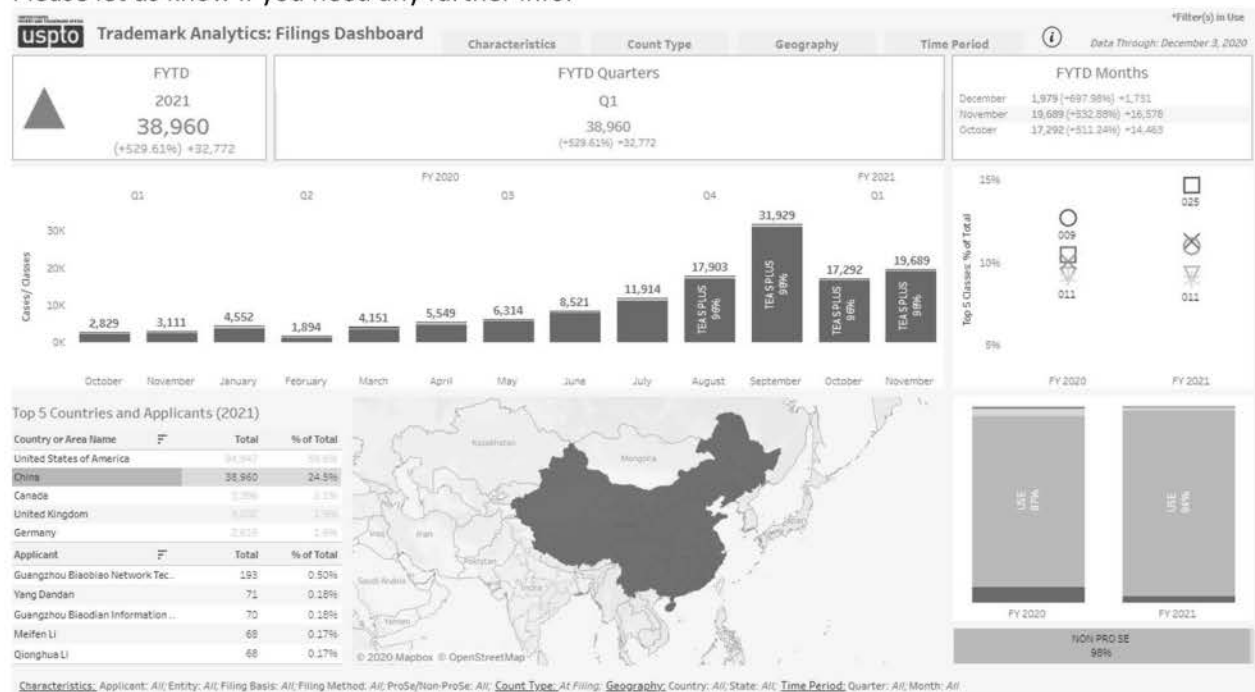 Please let us know if you need any further info.
*Filter(s) in Use
UNITED STATES
PATENT AND TRADEMARK OFFICE
uspto
Trademark Analytics: Filings Dashboard
Characteristics
Count Type
Geography
Time Period
i
Data Through: December 3, 2020
FYTD
2021
38,960
(+529.61%) +32,772
FYTD Quarters
Q1
38,960
(+529.61%) +32,772
FYTD Months
December 1,979 (+697.98%) +1,731
November 19,689 (+532.88%) +16,578
October 17,292 (+511.24%) +14,463
FY 2020
FY 2021
Q1
Q2
Q3
Q4
Q1
Cases/ Classes
30K
20K
10K
0K
2,829
3,111
4,552
1,894
4,151
5,549
6,314
8,521
11,914
17,903
31,929
17,292
19,689
TEAS PLUS
96%
TEAS PLUS
98%
TEAS PLUS
96%
TEAS PLUS
98%
October
November
January
February
March
April
May
June
July
August
September
October
November
Top 5 Classes: % of Total
15%
10%
5%
009
011
025
011
FY 2020
FY 2021
Top 5 Countries and Applicants (2021)
Country or Area Name Total % of Total
United States of America
China 38,960 24.5%
Canada
United Kingdom
Germany
Applicant Total % of Total
Guangzhou Biaobiao Network Tec.. 193 0.50%
Yang Dandan 71 0.18%
Guangzhou Biaodian Information .. 70 0.18%
Meifen Li 68 0.17%
Qionghua Li 68 0.17%
Kazakhstan
Mongolia
Japan
Iraq
Iran
Pakistan
Saudi Arabia
India
Yemen
© 2020 Mapbox © OpenStreetMap
USE
87%
USE
94%
FY 2020
FY 2021
NON PRO SE
98%
Characteristics: Applicant: All; Entity: All; Filing Basis: All; Filing Method: All; ProSe/Non-ProSe: All; Count Type: At Filing; Geography: Country: All; State: All; Time Period: Quarter: All; Month: All